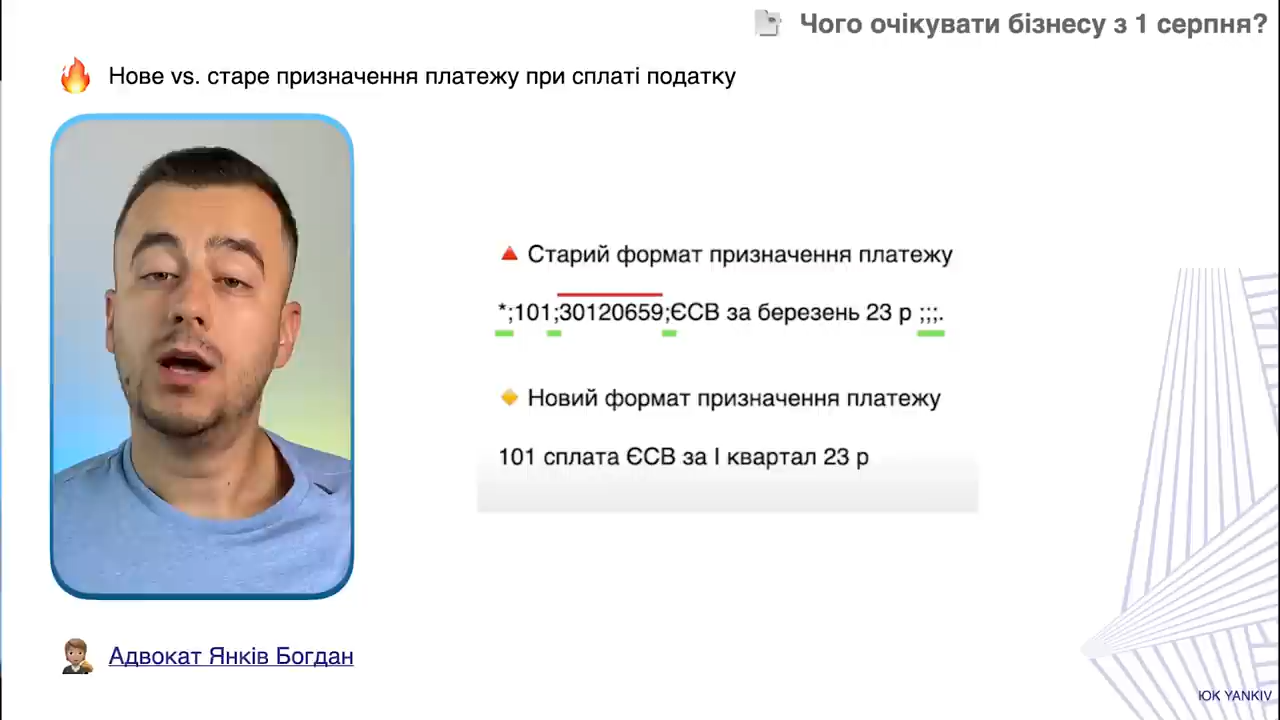 Чого очікувати бізнесу з 1 серпня?
Нове vs. старе призначення платежу при сплаті податку
Старий формат призначення платежу
*;101;30120659;ЄСВ за березень 23 р ;;;.
Новий формат призначення платежу
101 сплата ЄСВ за І квартал 23 р
Адвокат Янків Богдан
ЮК YANKIV